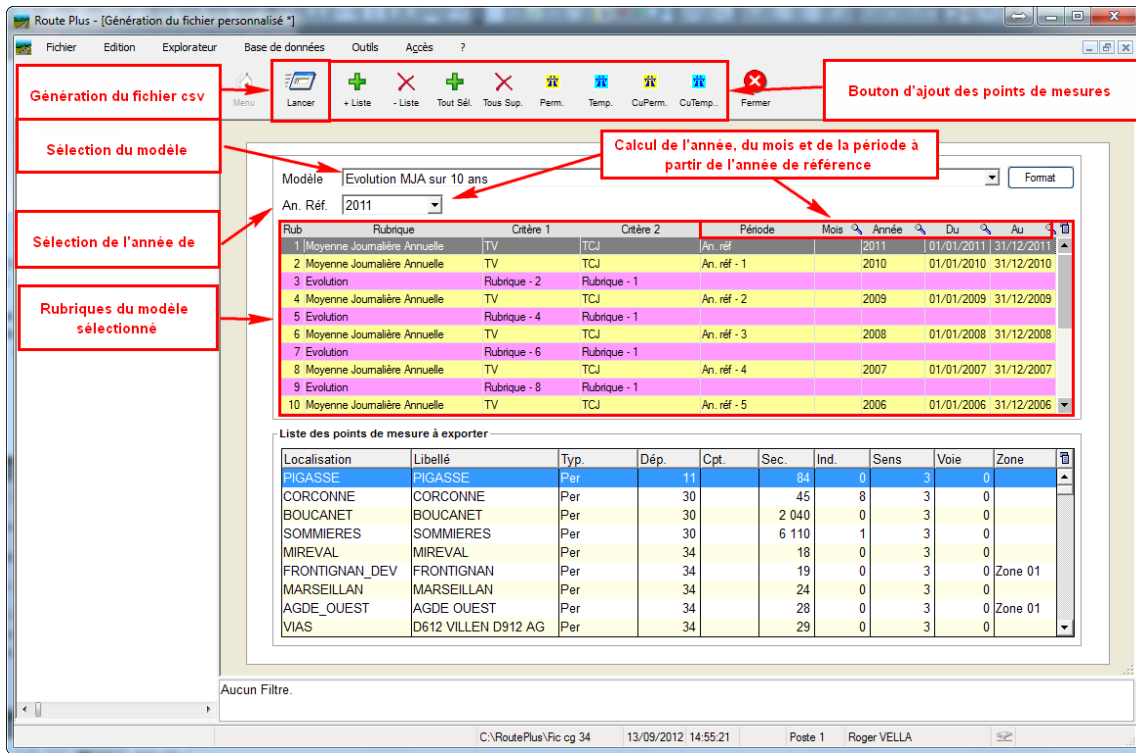 Route Plus - [Génération du fichier personnalisé *]
Fichier Edition Explorateur Base de données Outils Accès ?
Menu Lancer + Liste - Liste Tout Sél. Tous Sup. Perm. Temp. CuPerm. CuTemp.. Fermer
Génération du fichier csv
Bouton d'ajout des points de mesures
Sélection du modèle
Calcul de l'année, du mois et de la période à
partir de l'année de référence
Modèle Evolution MJA sur 10 ans Format
An. Réf. 2011
Sélection de l'année de
Rubriques du modèle
sélectionné
Rub Rubrique Critère 1 Critère 2 Période Mois Année Du Au
1 Moyenne Journalière Annuelle TV TCJ An. réf 2011 01/01/2011 31/12/2011
2 Moyenne Journalière Annuelle TV TCJ An. réf - 1 2010 01/01/2010 31/12/2010
3 Evolution Rubrique - 2 Rubrique - 1
4 Moyenne Journalière Annuelle TV TCJ An. réf - 2 2009 01/01/2009 31/12/2009
5 Evolution Rubrique - 4 Rubrique - 1
6 Moyenne Journalière Annuelle TV TCJ An. réf - 3 2008 01/01/2008 31/12/2008
7 Evolution Rubrique - 6 Rubrique - 1
8 Moyenne Journalière Annuelle TV TCJ An. réf - 4 2007 01/01/2007 31/12/2007
9 Evolution Rubrique - 8 Rubrique - 1
10 Moyenne Journalière Annuelle TV TCJ An. réf - 5 2006 01/01/2006 31/12/2006
Liste des points de mesure à exporter
Localisation Libellé Typ. Dép. Cpt. Sec. Ind. Sens Voie Zone
PIGASSE PIGASSE Per 11 84 0 3 0
CORCONNE CORCONNE Per 30 45 8 3 0
BOUCANET BOUCANET Per 30 2 040 0 3 0
SOMMIERES SOMMIERES Per 30 6 110 1 3 0
MIREVAL MIREVAL Per 34 18 0 3 0
FRONTIGNAN_DEV FRONTIGNAN Per 34 19 0 3 0 Zone 01
MARSEILLAN MARSEILLAN Per 34 24 0 3 0
AGDE_OUEST AGDE OUEST Per 34 28 0 3 0 Zone 01
VIAS D612 VILLEN D912 AG Per 34 29 0 3 0
Aucun Filtre.
C:\RoutePlus\Fic cg 34 13/09/2012 14:55:21 Poste 1 Roger VELLA